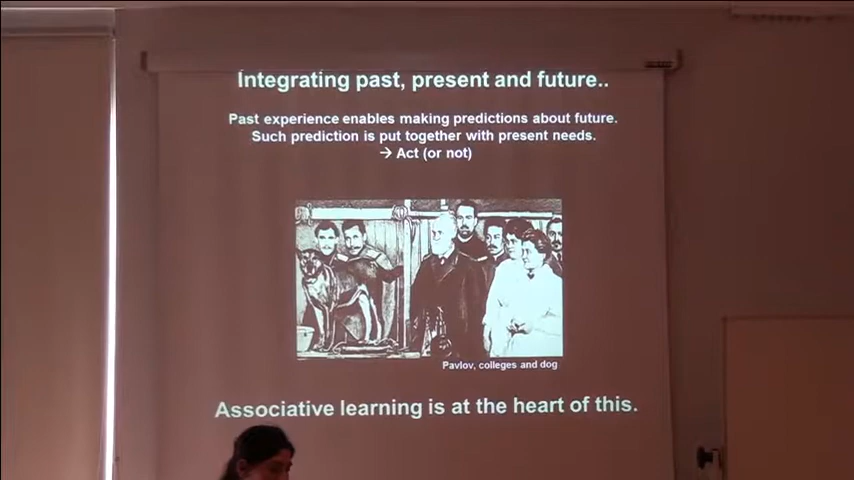 Integrating past, present and future..
Past experience enables making predictions about future.
Such prediction is put together with present needs.
→ Act (or not)
Pavlov, colleges and dog
Associative learning is at the heart of this.